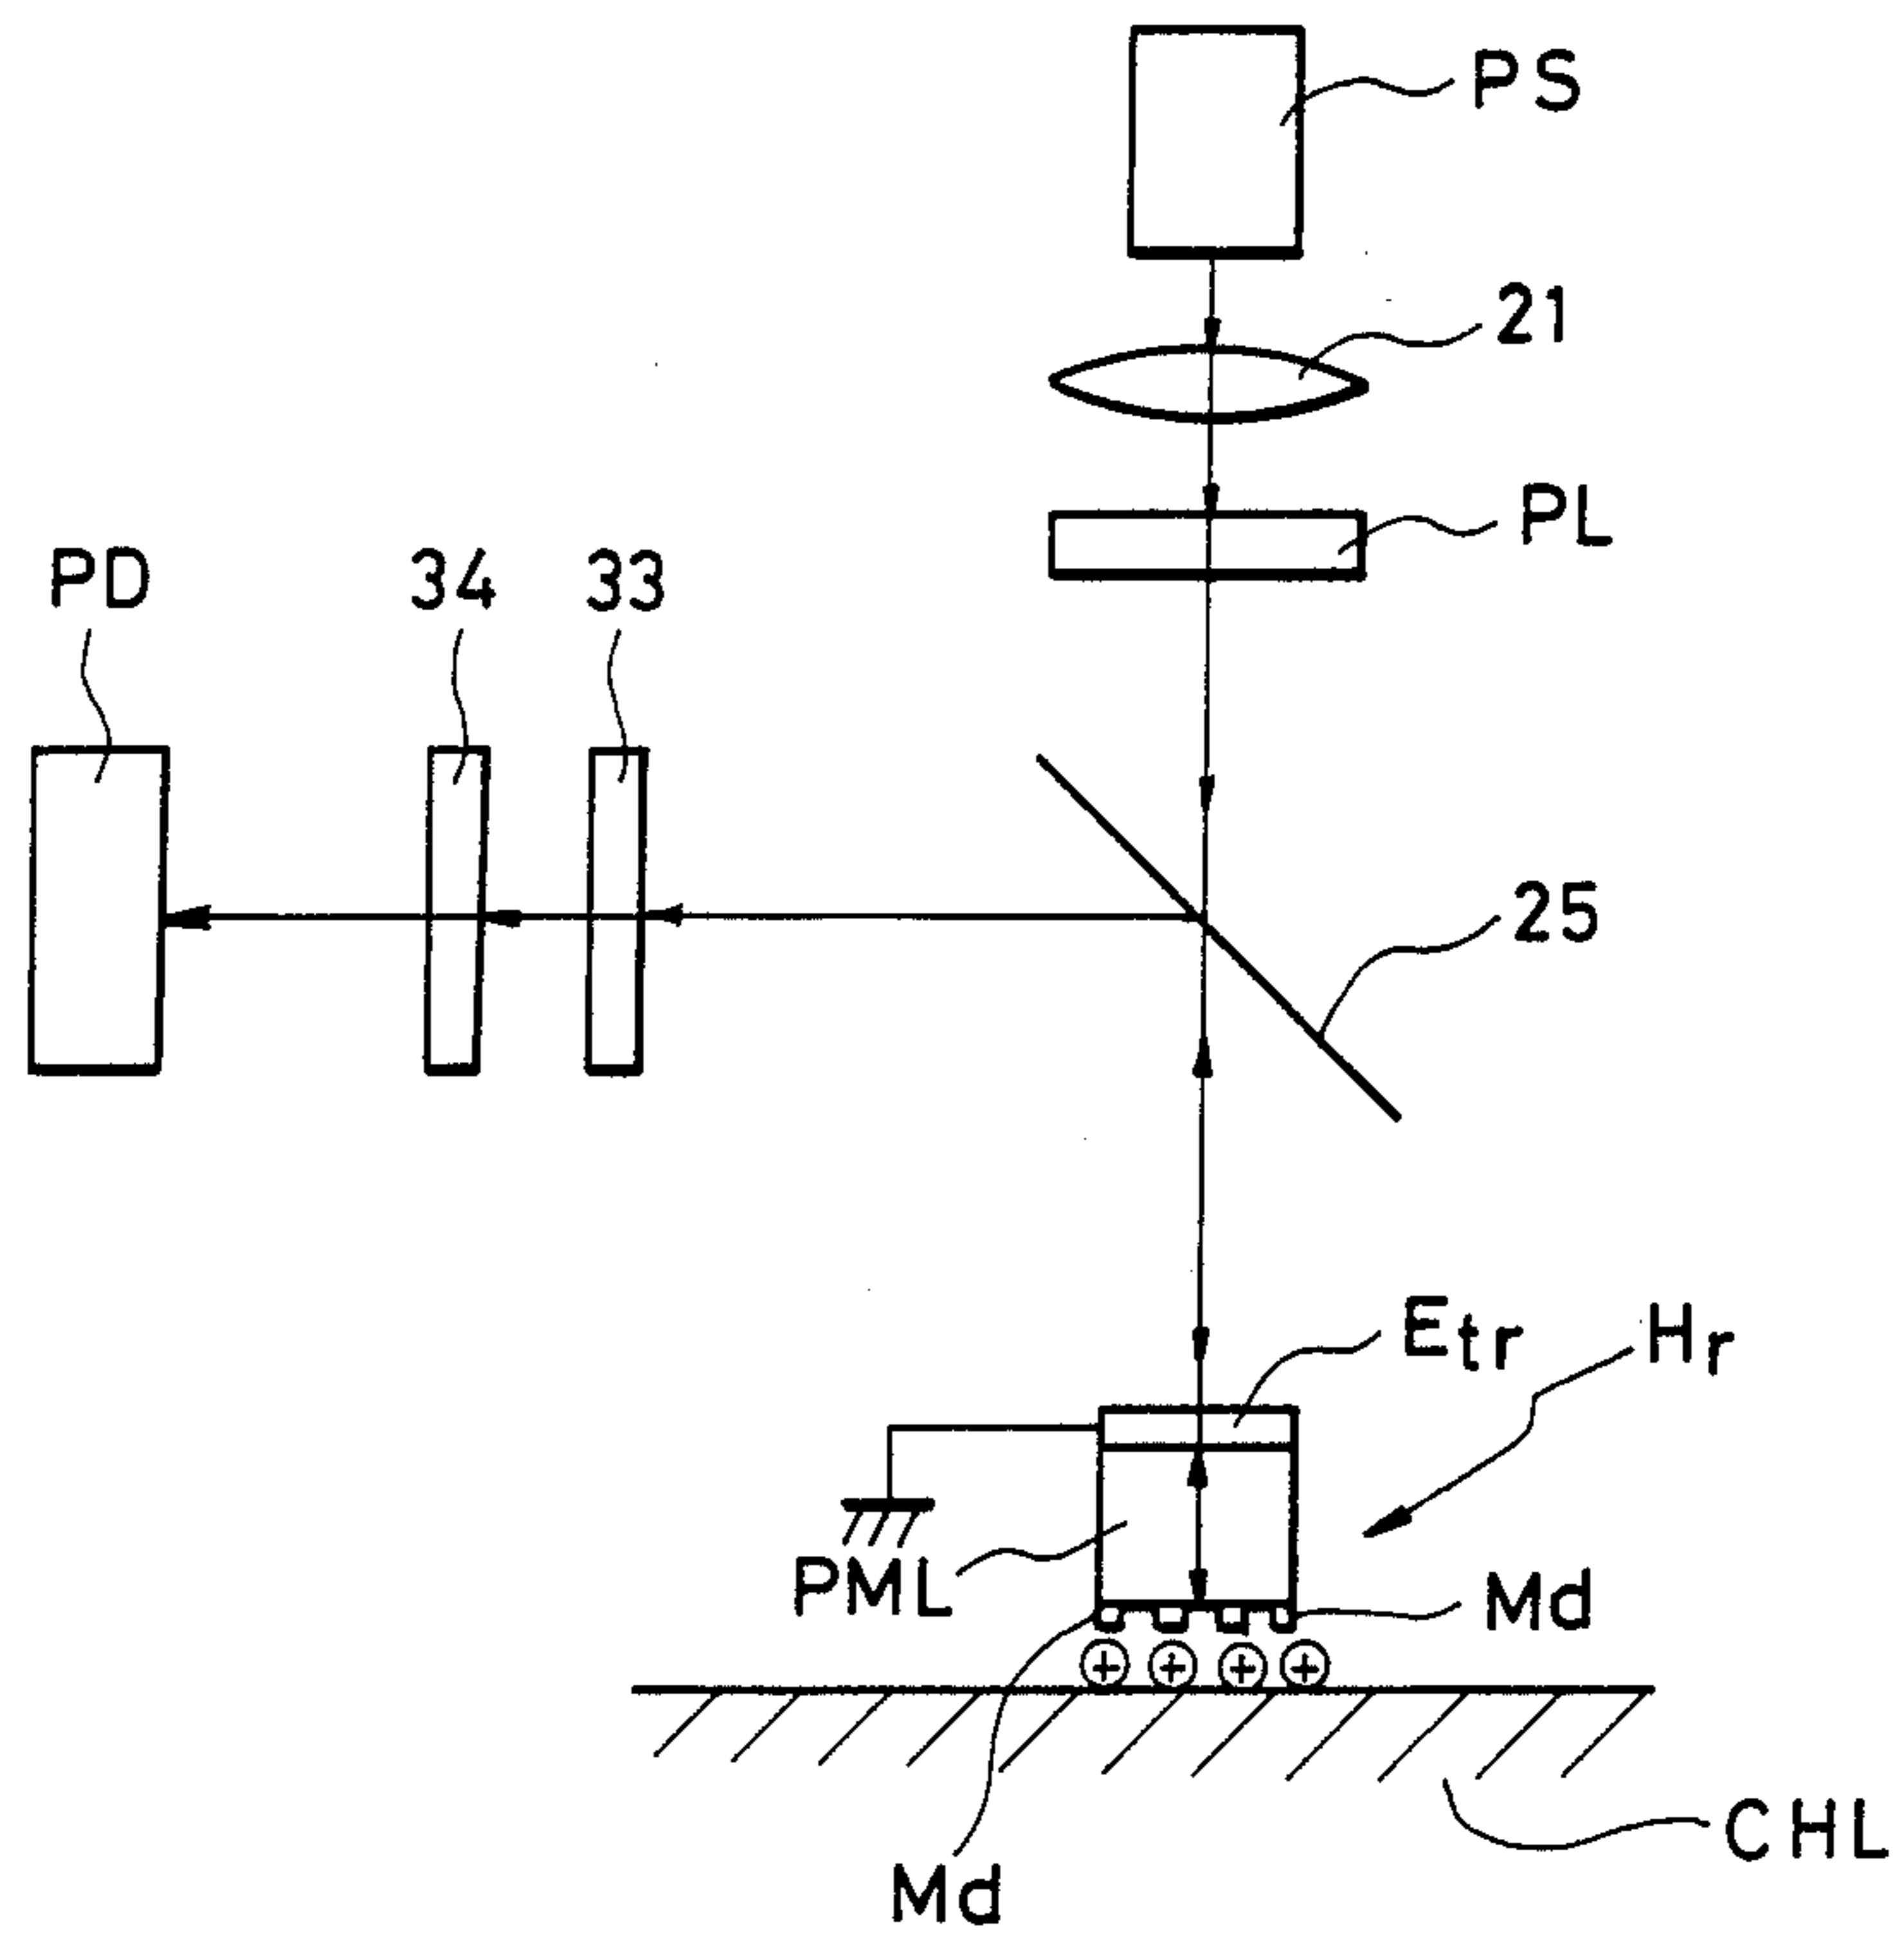 PS
21
PL
PD
34
33
25
Etr
Hr
PML
Md
+ + + +
CHL
Md